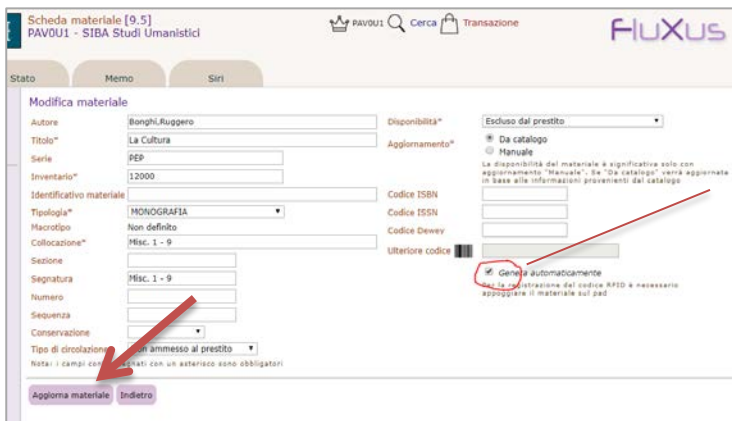 Scheda materiale [9.5]
PAV0U1 - SIBA Studi Umanistici
PAV0U1 Cerca Transazione
FluXus
Stato Memo Siri
Modifica materiale
Autore Bonghi,Ruggero
Titolo* La Cultura
Serie PEP
Inventario* 12000
Identificativo materiale
Tipologia* MONOGRAFIA
Macrotipo Non definito
Collocazione* Misc. 1 - 9
Sezione
Segnatura Misc. 1 - 9
Numero
Sequenza
Conservazione
Tipo di circolazione ammesso al prestito
Nota: i campi con asterisco sono obbligatori
Disponibilità* Escluso dal prestito
Aggiornamento* Da catalogo
Manuale
La disponibilità del materiale è significativa solo con
aggiornamento "Manuale". Se "Da catalogo" verrà aggiornata
in base alle informazioni provenienti dal catalogo
Codice ISBN
Codice ISSN
Codice Dewey
Ulteriore codice
Genera automaticamente
Per la registrazione del codice RFID è necessario
appoggiare il materiale sul pad
Aggiorna materiale Indietro